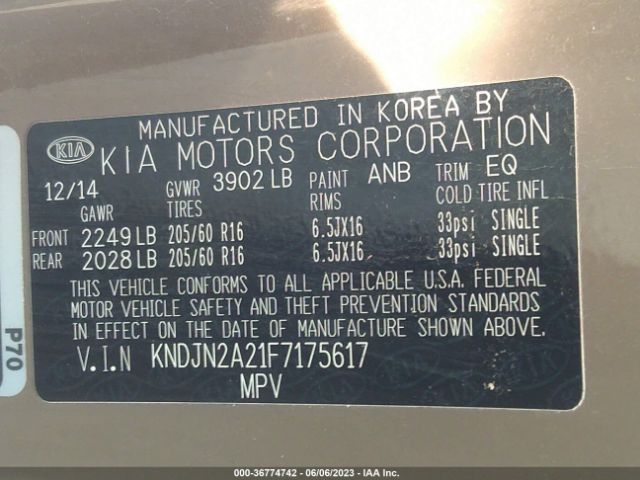 MANUFACTURED IN KOREA BY
KIA KIA MOTORS CORPORATION
12/14 GVWR 3902 LB PAINT ANB TRIM EQ
GAWR TIRES RIMS COLD TIRE INFL
FRONT 2249 LB 205/60 R16 6.5JX16 33psi SINGLE
REAR 2028 LB 205/60 R16 6.5JX16 33psi SINGLE
THIS VEHICLE CONFORMS TO ALL APPLICABLE U.S.A. FEDERAL
MOTOR VEHICLE SAFETY AND THEFT PREVENTION STANDARDS
IN EFFECT ON THE DATE OF MANUFACTURE SHOWN ABOVE.
V.I.N KNDJN2A21F7175617
MPV
P70
000-36774742 - 06/06/2023 - IAAI.COM